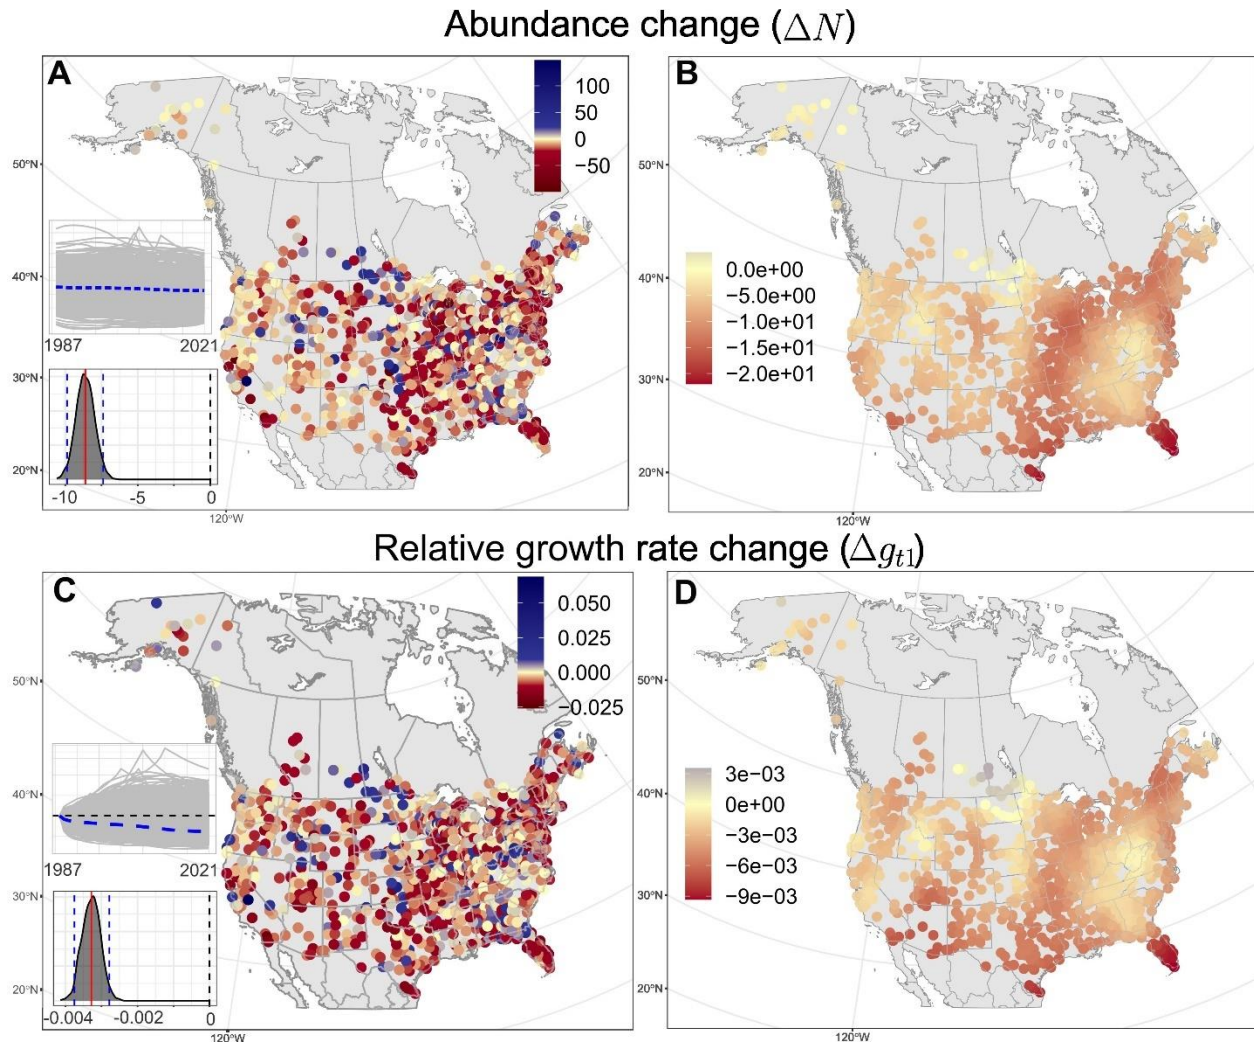 Abundance change (ΔN)
A
100
50
0
−50
50°N
40°N
30°N
20°N
1987 2021
-10 -5 0
120°W
B
50°N
40°N
30°N
20°N
0.0e+00
−5.0e+00
−1.0e+01
−1.5e+01
−2.0e+01
120°W
Relative growth rate change (Δgt1)
C
0.050
0.025
0.000
−0.025
50°N
40°N
30°N
20°N
1987 2021
-0.004 -0.002 0
120°W
D
50°N
40°N
30°N
20°N
3e−03
0e+00
−3e−03
−6e−03
−9e−03
120°W